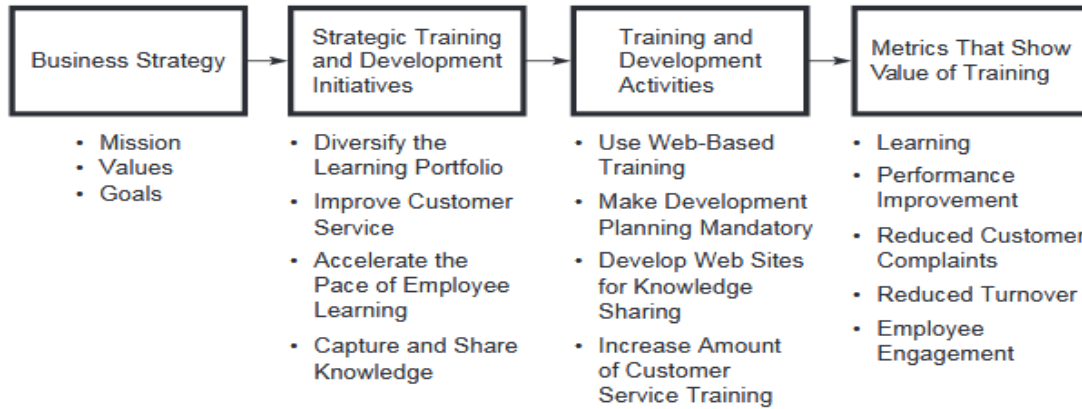 Business Strategy
• Mission
• Values
• Goals
Strategic Training
and Development
Initiatives
• Diversify the
Learning Portfolio
• Improve Customer
Service
• Accelerate the
Pace of Employee
Learning
• Capture and Share
Knowledge
Training and
Development
Activities
• Use Web-Based
Training
• Make Development
Planning Mandatory
• Develop Web Sites
for Knowledge
Sharing
• Increase Amount
of Customer
Service Training
Metrics That Show
Value of Training
• Learning
• Performance
Improvement
• Reduced Customer
Complaints
• Reduced Turnover
• Employee
Engagement